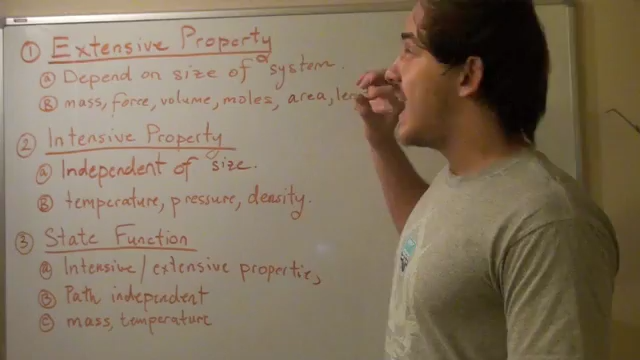 ① Extensive Property
ⓐ Depend on size of a system.
Ⓑ mass, force, volume, moles, area,
② Intensive Property
ⓐ Independent of size.
Ⓑ temperature, pressure, density.
③ State Function
ⓐ Intensive/extensive properties,
Ⓑ Path independent
Ⓒ mass, temperature